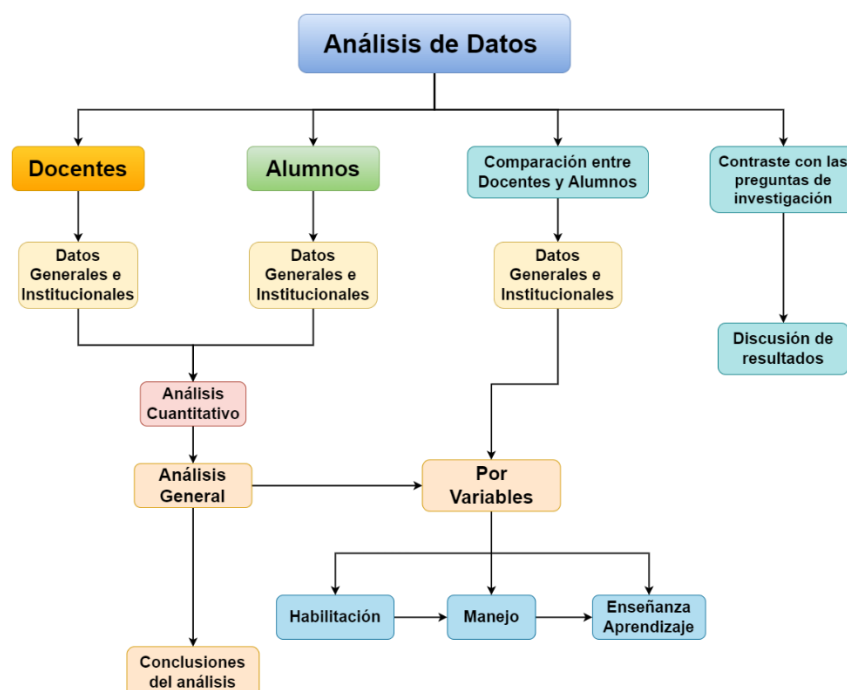 Análisis de Datos
Docentes
Alumnos
Comparación entre
Docentes y Alumnos
Contraste con las
preguntas de
investigación
Datos
Generales e
Institucionales
Datos
Generales e
Institucionales
Datos
Generales e
Institucionales
Discusión de
resultados
Análisis
Cuantitativo
Análisis
General
Por
Variables
Habilitación
Manejo
Enseñanza
Aprendizaje
Conclusiones
del análisis